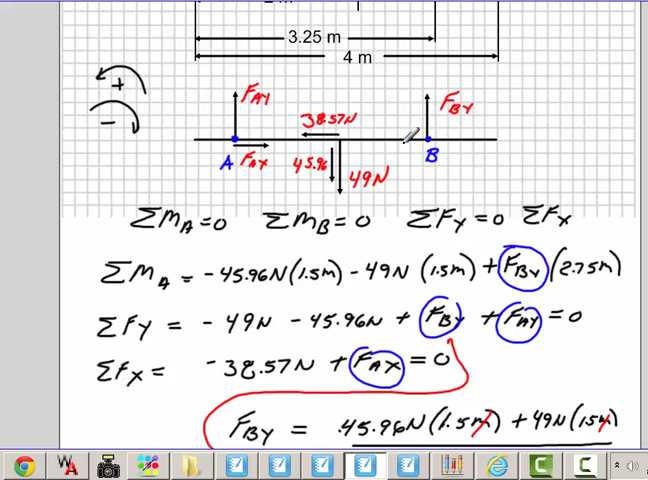 3.25 m
4 m
+
-
FAY
38.57N
FBY
A
FAX
45.96
49N
B
ΣMA=0 ΣMB=0 ΣFY=0 ΣFX
ΣMA = -45.96N(1.5m) - 49N (1.5m) + FBY (2.75m)
ΣFY = -49N - 45.96N + FBY + FAY = 0
ΣFX = -38.57N + FAX = 0
FBY = .45.96N(1.5m) + 49N(1.5m)